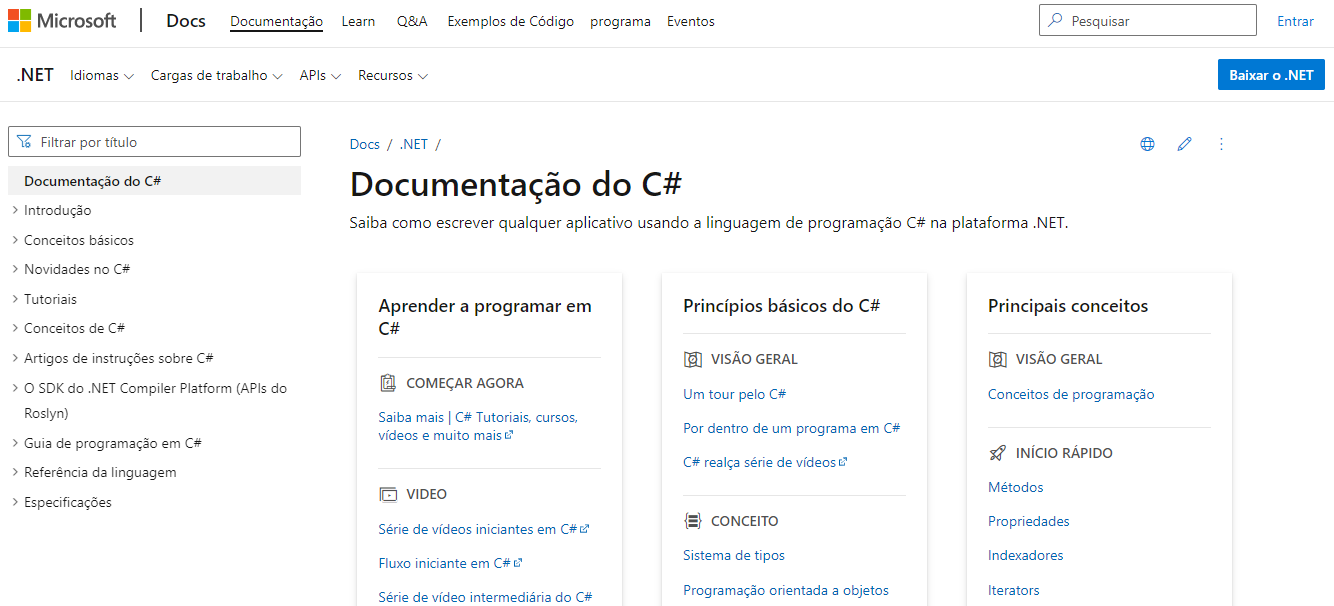 Microsoft
Docs
Documentação
Learn
Q&A
Exemplos de Código
programa
Eventos
Pesquisar
Entrar
.NET
Idiomas
Cargas de trabalho
APIs
Recursos
Baixar o .NET
Filtrar por título
Documentação do C#
Introdução
Conceitos básicos
Novidades no C#
Tutoriais
Conceitos de C#
Artigos de instruções sobre C#
O SDK do .NET Compiler Platform (APIs do
Roslyn)
Guia de programação em C#
Referência da linguagem
Especificações
Docs / .NET /
Documentação do C#
Saiba como escrever qualquer aplicativo usando a linguagem de programação C# na plataforma .NET.
Aprender a programar em
C#
COMEÇAR AGORA
Saiba mais | C# Tutoriais, cursos,
vídeos e muito mais
VIDEO
Série de vídeos iniciantes em C#
Fluxo iniciante em C#
Série de vídeo intermediária do C#
Princípios básicos do C#
VISÃO GERAL
Um tour pelo C#
Por dentro de um programa em C#
C# realça série de vídeos
CONCEITO
Sistema de tipos
Programação orientada a objetos
Principais conceitos
VISÃO GERAL
Conceitos de programação
INÍCIO RÁPIDO
Métodos
Propriedades
Indexadores
Iterators